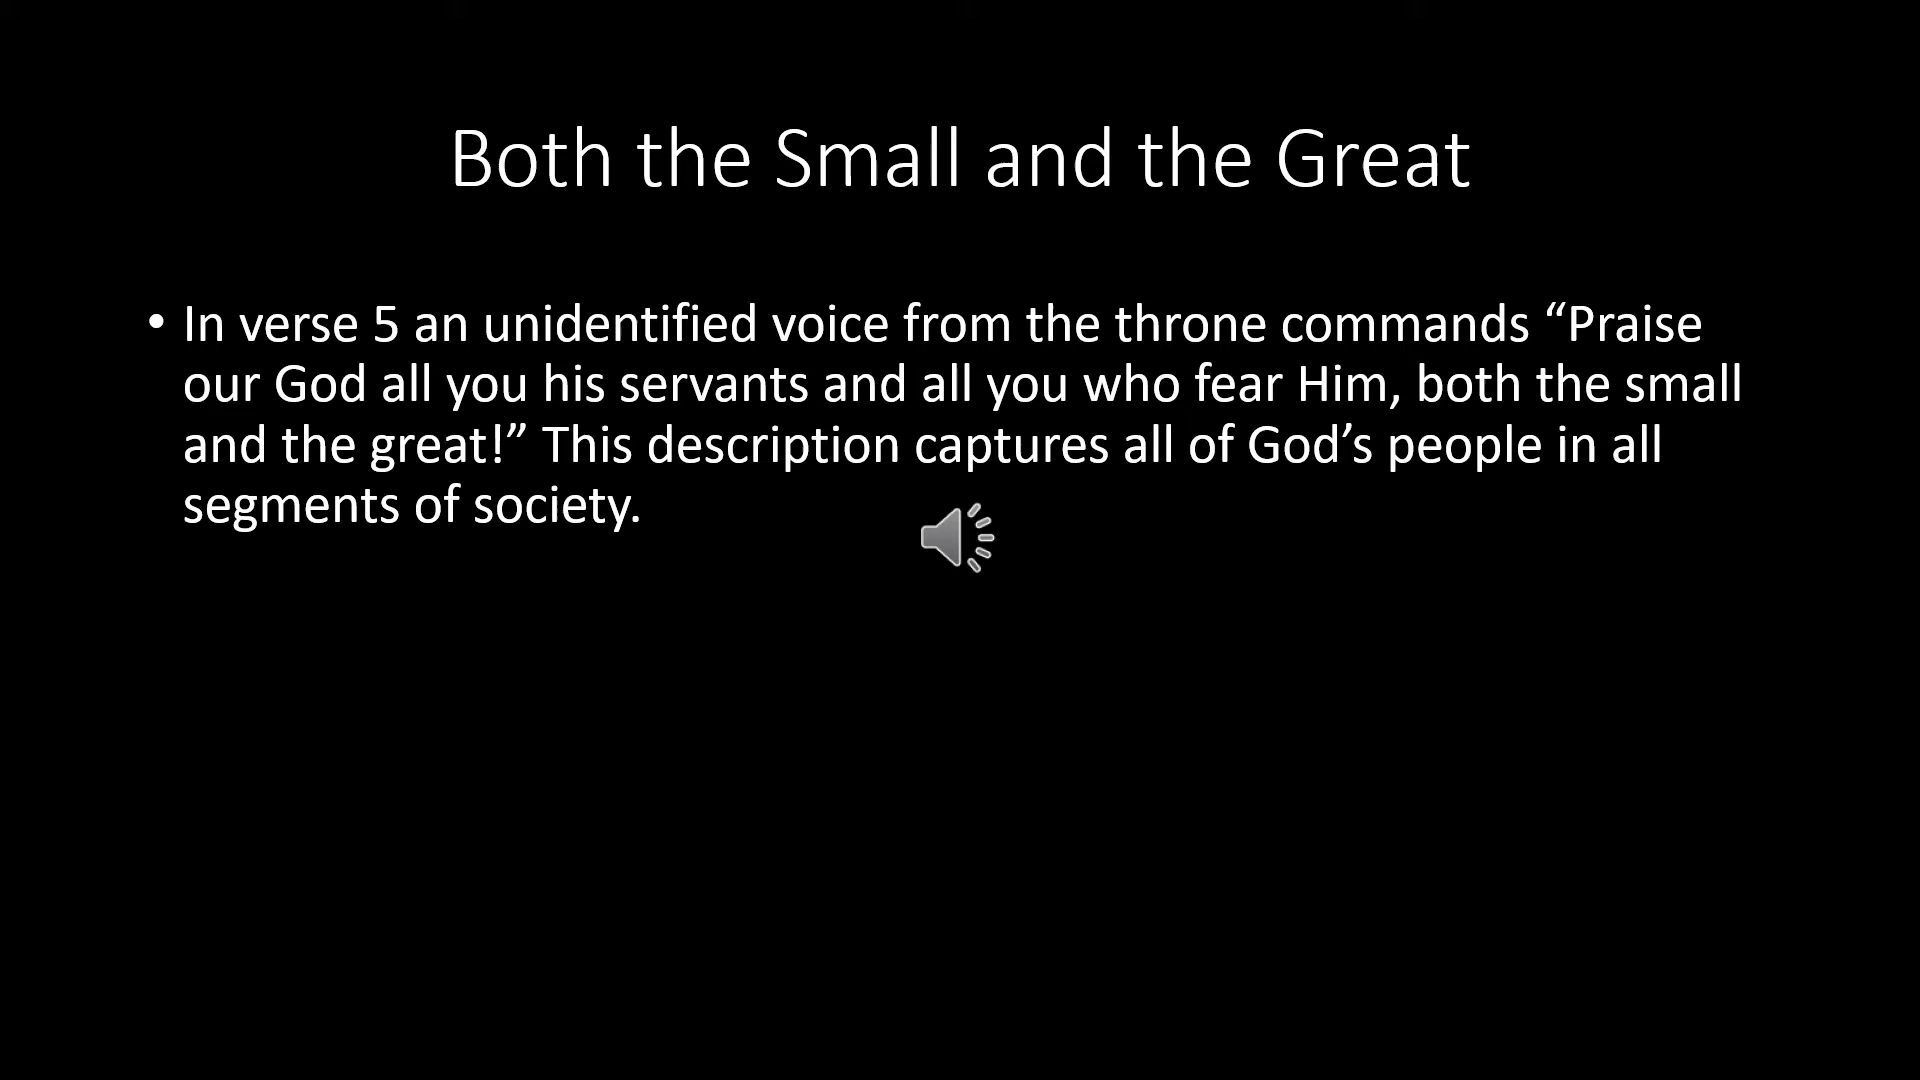 Both the Small and the Great
• In verse 5 an unidentified voice from the throne commands “Praise
our God all you his servants and all you who fear Him, both the small
and the great!” This description captures all of God’s people in all
segments of society.